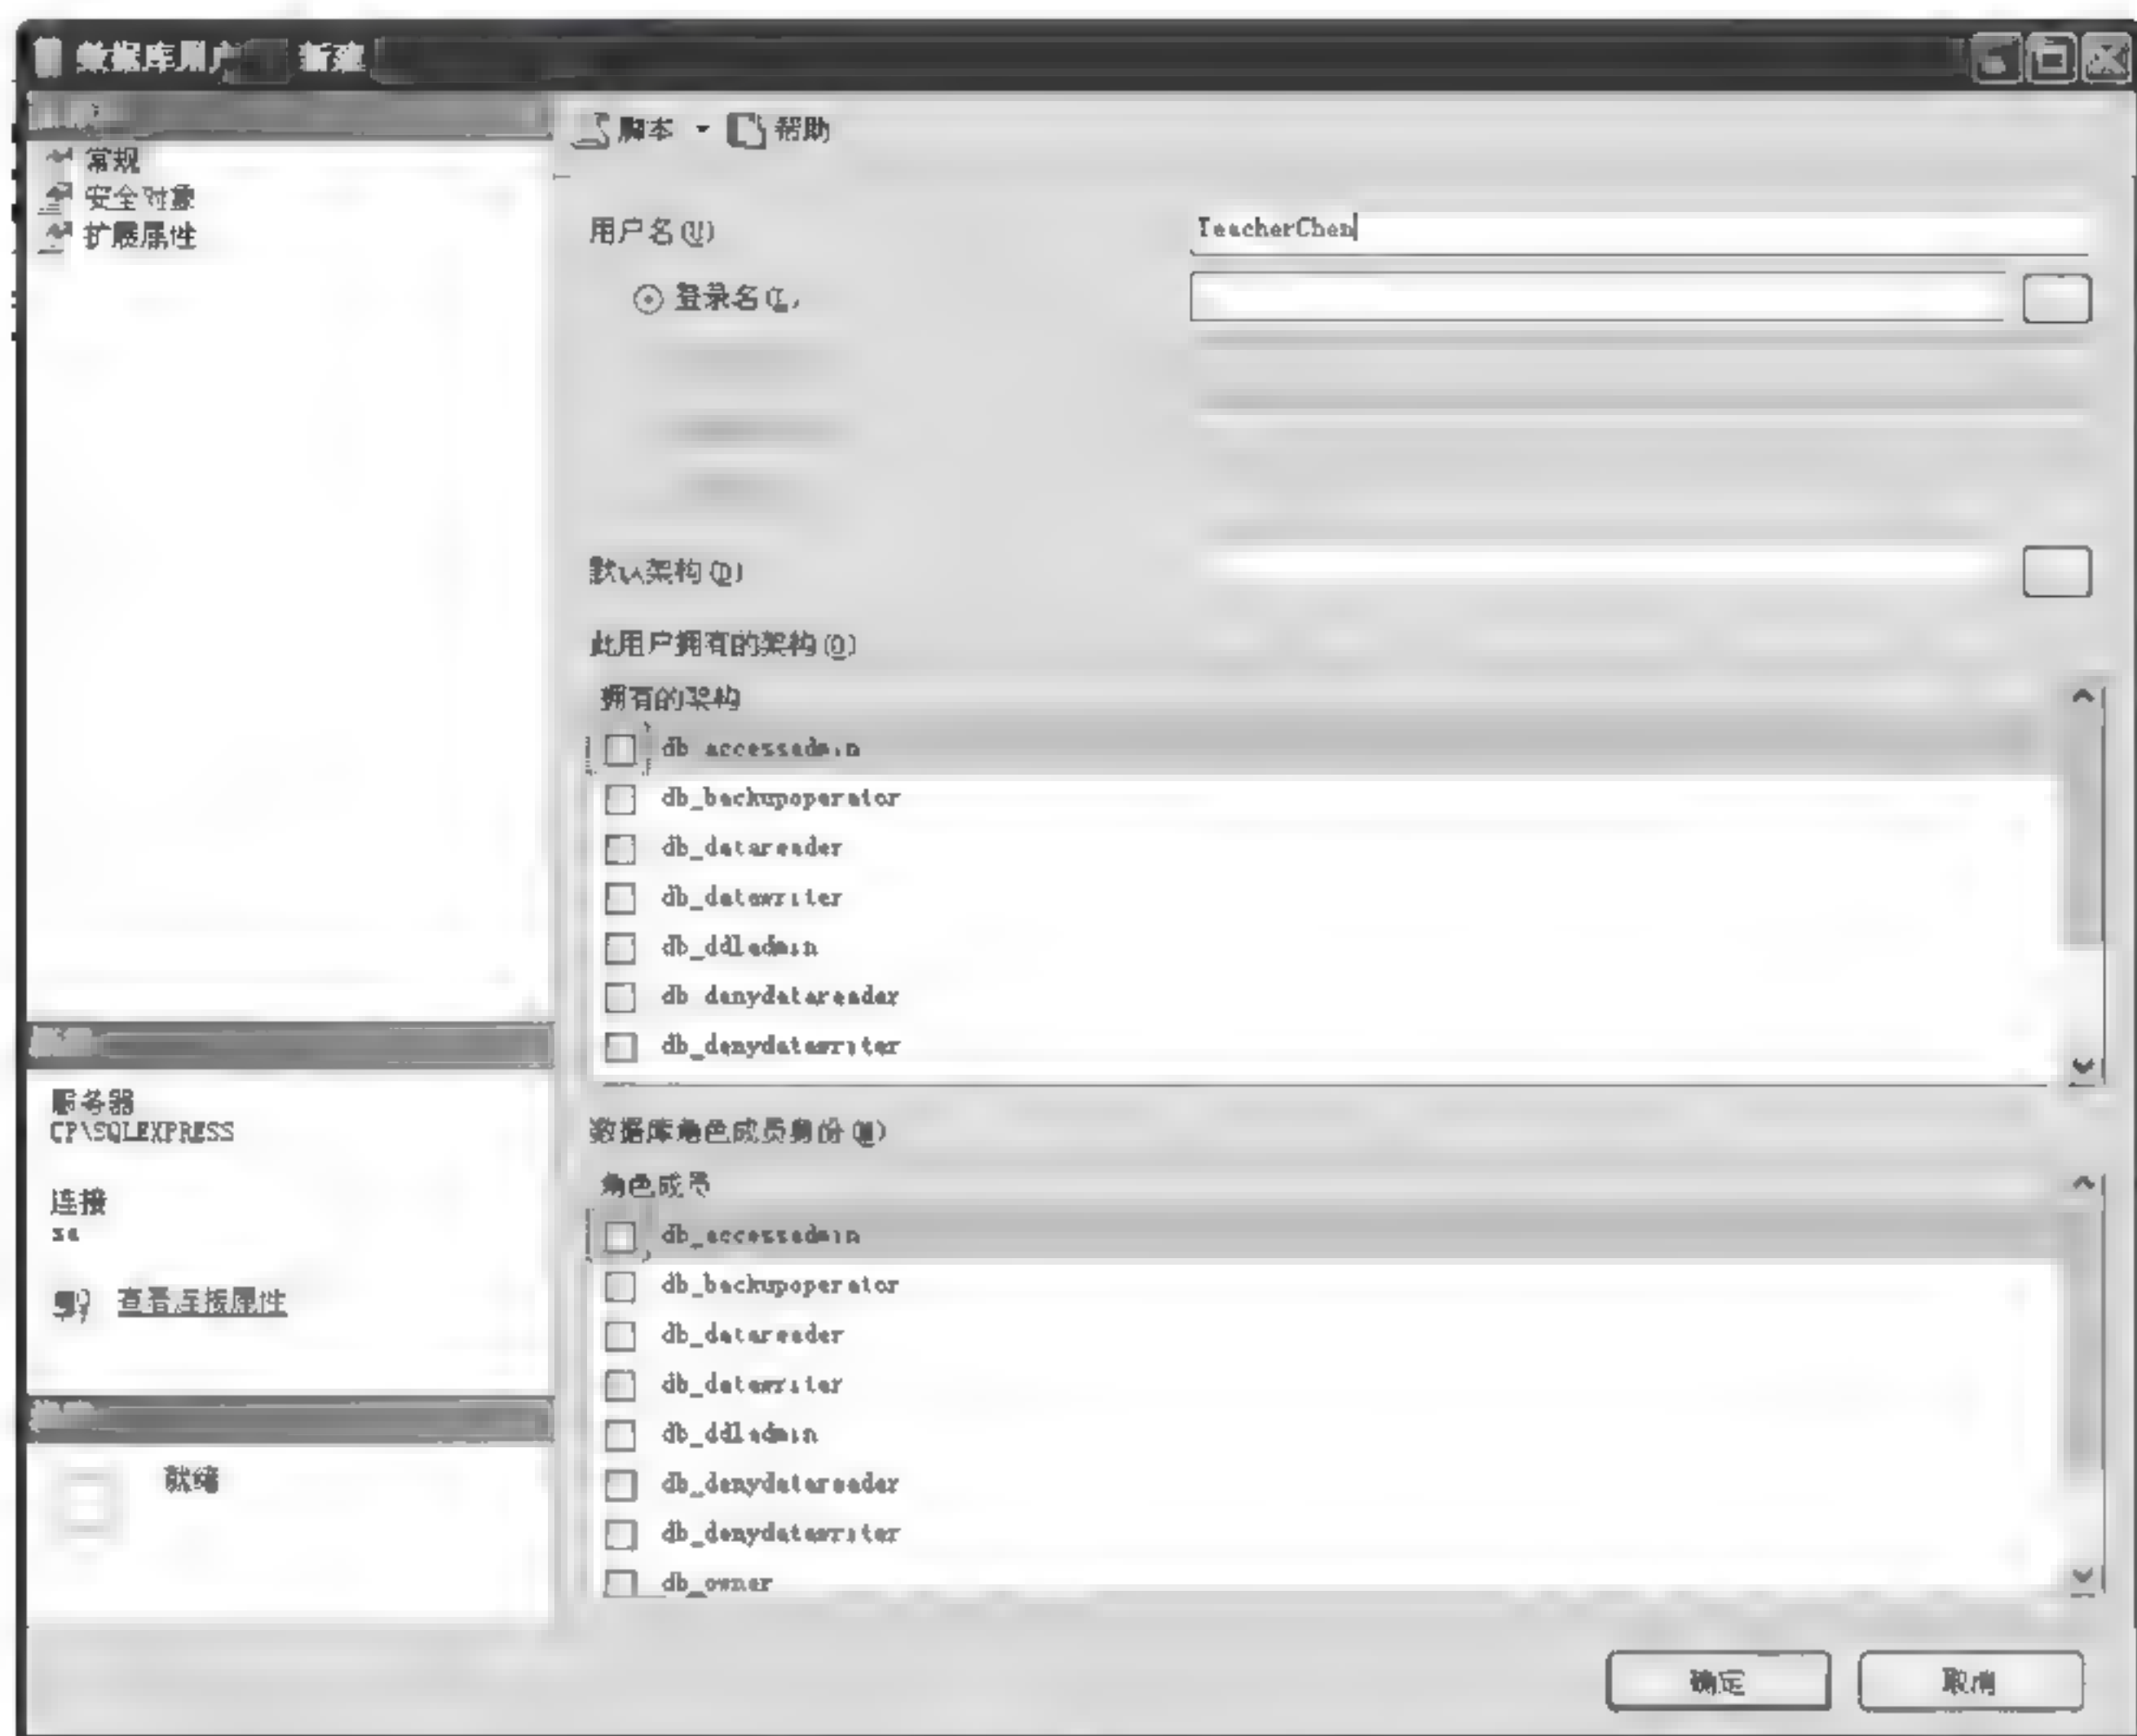 数据库用户 新建
常规
安全对象
扩展属性
脚本 帮助
用户名(U)
TeacherChen
登录名(L)
默认架构(D)
此用户拥有的架构(O)
拥有的架构
db_accessadmin
db_backupoperator
db_datareader
db_datawriter
db_ddladmin
db_denydatareader
db_denydatawriter
服务器
CP\SQLEXPRESS
连接
sa
查看连接属性
就绪
数据库角色成员身份(M)
角色成员
db_accessadmin
db_backupoperator
db_datareader
db_datawriter
db_ddladmin
db_denydatareader
db_denydatawriter
db_owner
确定
取消